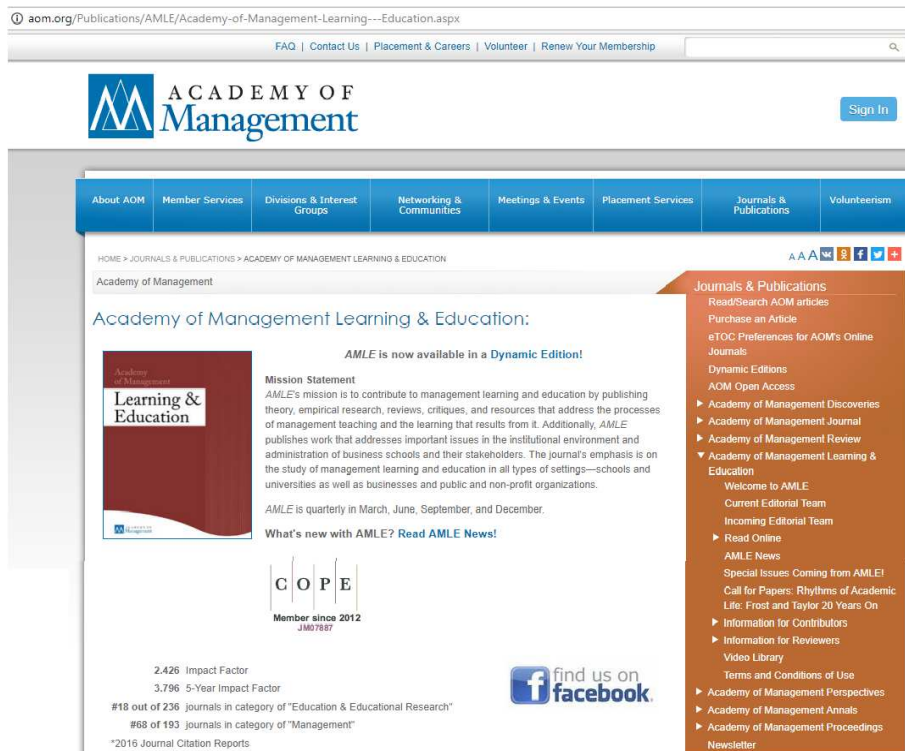 aom.org/Publications/AMLE/Academy-of-Management-Learning---Education.aspx
FAQ | Contact Us | Placement & Careers | Volunteer | Renew Your Membership
ACADEMY OF
Management
Sign In
About AOM
Member Services
Divisions & Interest
Groups
Networking &
Communities
Meetings & Events
Placement Services
Journals &
Publications
Volunteerism
HOME > JOURNALS & PUBLICATIONS > ACADEMY OF MANAGEMENT LEARNING & EDUCATION
A A A
Academy of Management
Academy of Management Learning & Education:
Academy
of Management
Learning &
Education
ACADEMY OF
Management
AMLE is now available in a Dynamic Edition!
Mission Statement
AMLE's mission is to contribute to management learning and education by publishing
theory, empirical research, reviews, critiques, and resources that address the processes
of management teaching and the learning that results from it. Additionally, AMLE
publishes work that addresses important issues in the institutional environment and
administration of business schools and their stakeholders. The journal's emphasis is on
the study of management learning and education in all types of settings—schools and
universities as well as businesses and public and non-profit organizations.
AMLE is quarterly in March, June, September, and December.
What's new with AMLE? Read AMLE News!
C O P E
Member since 2012
JM07887
2.426 Impact Factor
3.796 5-Year Impact Factor
#18 out of 236 journals in category of "Education & Educational Research"
#68 of 193 journals in category of "Management"
*2016 Journal Citation Reports
find us on
facebook.
Journals & Publications
Read/Search AOM articles
Purchase an Article
eTOC Preferences for AOM's Online
Journals
Dynamic Editions
AOM Open Access
Academy of Management Discoveries
Academy of Management Journal
Academy of Management Review
Academy of Management Learning &
Education
Welcome to AMLE
Current Editorial Team
Incoming Editorial Team
Read Online
AMLE News
Special Issues Coming from AMLE!
Call for Papers: Rhythms of Academic
Life: Frost and Taylor 20 Years On
Information for Contributors
Information for Reviewers
Video Library
Terms and Conditions of Use
Academy of Management Perspectives
Academy of Management Annals
Academy of Management Proceedings
Newsletter